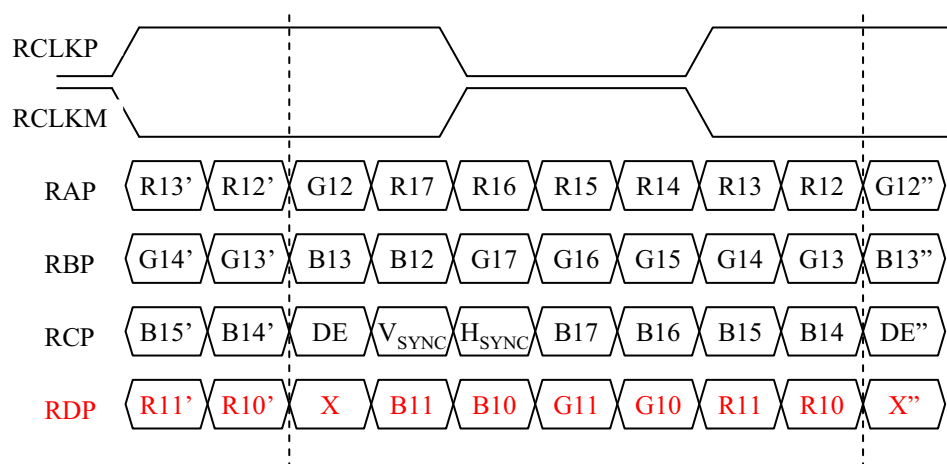 RCLKP
RCLKM
RAP R13’ R12’ G12 R17 R16 R15 R14 R13 R12 G12”
RBP G14’ G13’ B13 B12 G17 G16 G15 G14 G13 B13”
RCP B15’ B14’ DE VSYNC HSYNC B17 B16 B15 B14 DE”
RDP R11’ R10’ X B11 B10 G11 G10 R11 R10 X”